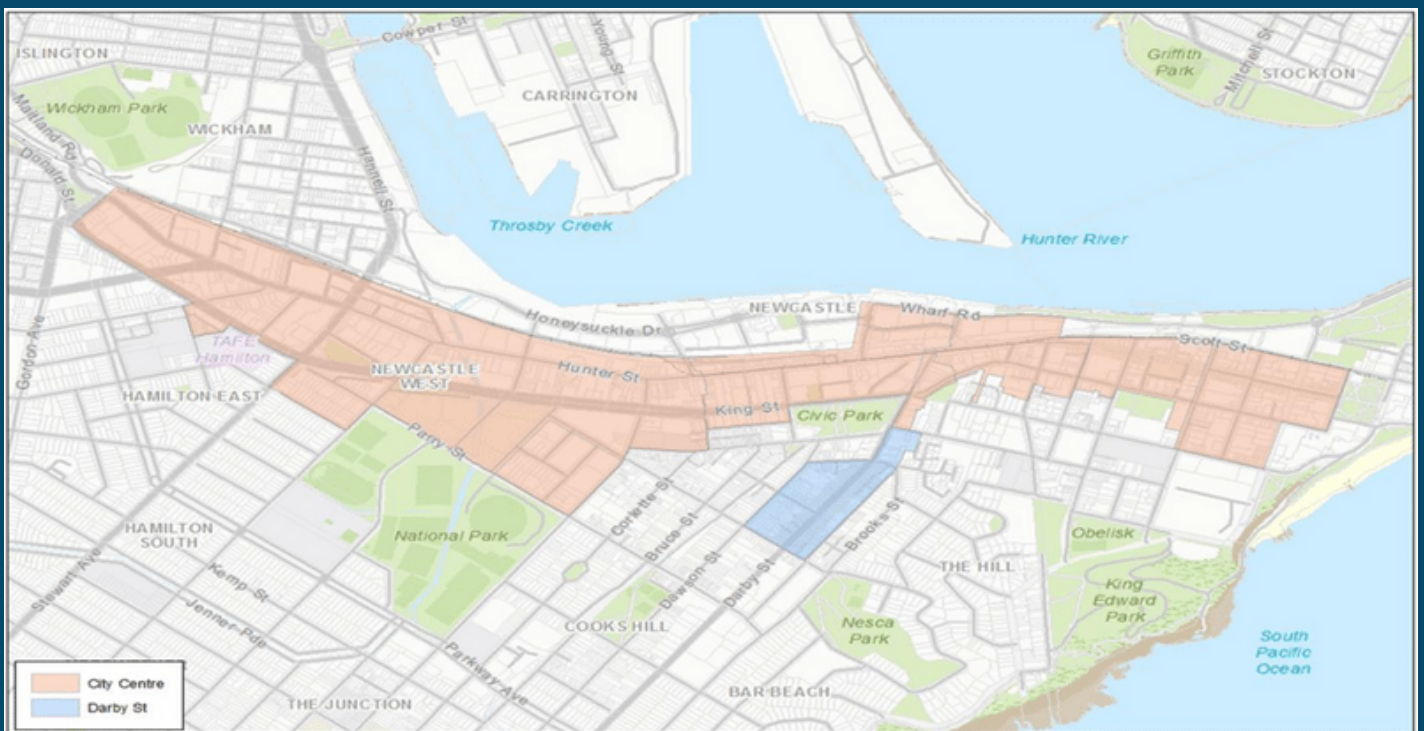 Cowper St
Young St
ISLINGTON
Griffith
Park
Mitchell St
STOCKTON
CARRINGTON
Wickham Park
WICKHAM
Maitland Rd
Donald St
Hannell St
Throsby Creek
Hunter River
NEWCASTLE
Wharf Rd
Honeysuckle Dr
Scott St
Gordon Ave
TAFE
Hamilton
NEWCASTLE
WEST
Hunter St
HAMILTON EAST
King St
Civic Park
Parry St
Corlette St
Bruce St
Brooks St
HAMILTON
SOUTH
National Park
Obelisk
Dawson St
Darby St
THE HILL
Stewart Ave
Kemp St
King
Edward
Park
Jenner Pde
COOKS HILL
Nesca
Park
South
Pacific
Ocean
Parkway Ave
City Centre
BAR BEACH
Darby St
THE JUNCTION